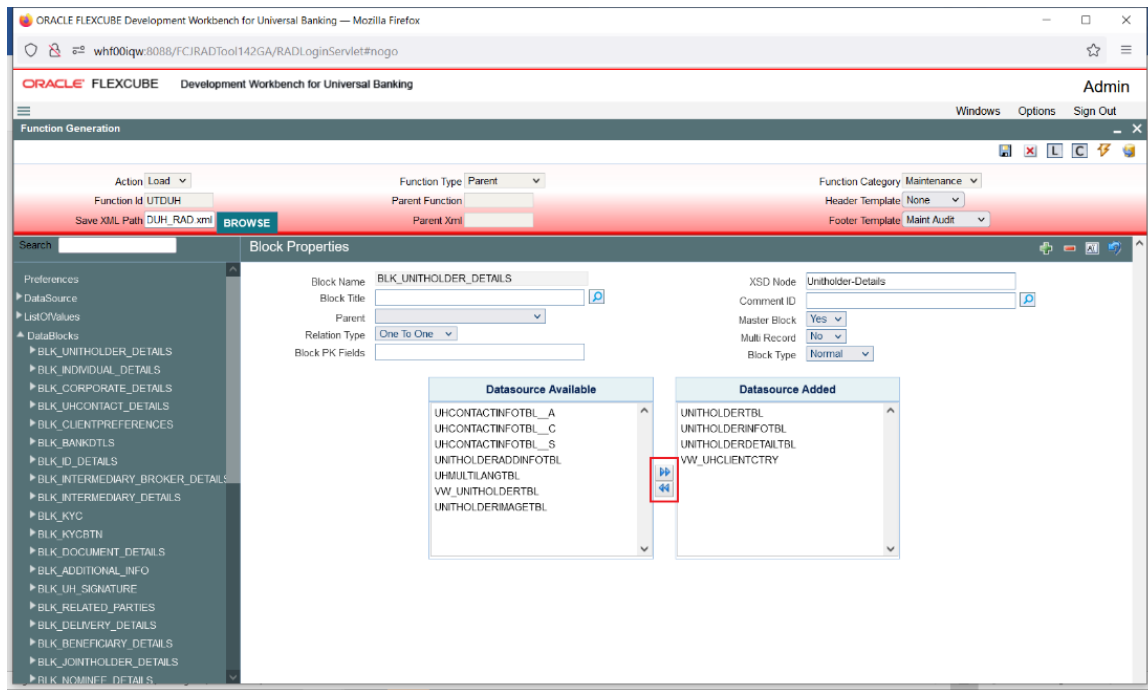 ORACLE FLEXCUBE Development Workbench for Universal Banking — Mozilla Firefox
whf00iqw:8088/FCJRADTool142GA/RADLoginServlet#nogo
ORACLE FLEXCUBE Development Workbench for Universal Banking Admin
Windows Options Sign Out
Function Generation
L C
Action Load Function Type Parent Function Category Maintenance
Function Id UTDUH Parent Function Header Template None
Save XML Path DUH_RAD.xml BROWSE Parent Xml Footer Template Maint Audit
Search Block Properties
Preferences
DataSource
ListOfValues
DataBlocks
BLK_UNITHOLDER_DETAILS
BLK_INDIVIDUAL_DETAILS
BLK_CORPORATE_DETAILS
BLK_UHCONTACT_DETAILS
BLK_CLIENTPREFERENCES
BLK_BANKDTLS
BLK_ID_DETAILS
BLK_INTERMEDIARY_BROKER_DETAILS
BLK_INTERMEDIARY_DETAILS
BLK_KYC
BLK_KYCBTN
BLK_DOCUMENT_DETAILS
BLK_ADDITIONAL_INFO
BLK_UH_SIGNATURE
BLK_RELATED_PARTIES
BLK_DELIVERY_DETAILS
BLK_BENEFICIARY_DETAILS
BLK_JOINTHOLDER_DETAILS
BLK_NOMINEE_DETAILS
Block Name BLK_UNITHOLDER_DETAILS XSD Node Unitholder-Details
Block Title Comment ID
Parent Master Block Yes
Relation Type One To One Multi Record No
Block PK Fields Block Type Normal
Datasource Available
UHCONTACTINFOTBL__A
UHCONTACTINFOTBL__C
UHCONTACTINFOTBL__S
UNITHOLDERADDINFOTBL
UHMULTILANGTBL
VW_UNITHOLDERTBL
UNITHOLDERIMAGETBL
Datasource Added
UNITHOLDERTBL
UNITHOLDERINFOTBL
UNITHOLDERDETAILTBL
VW_UHCLIENTCTRY